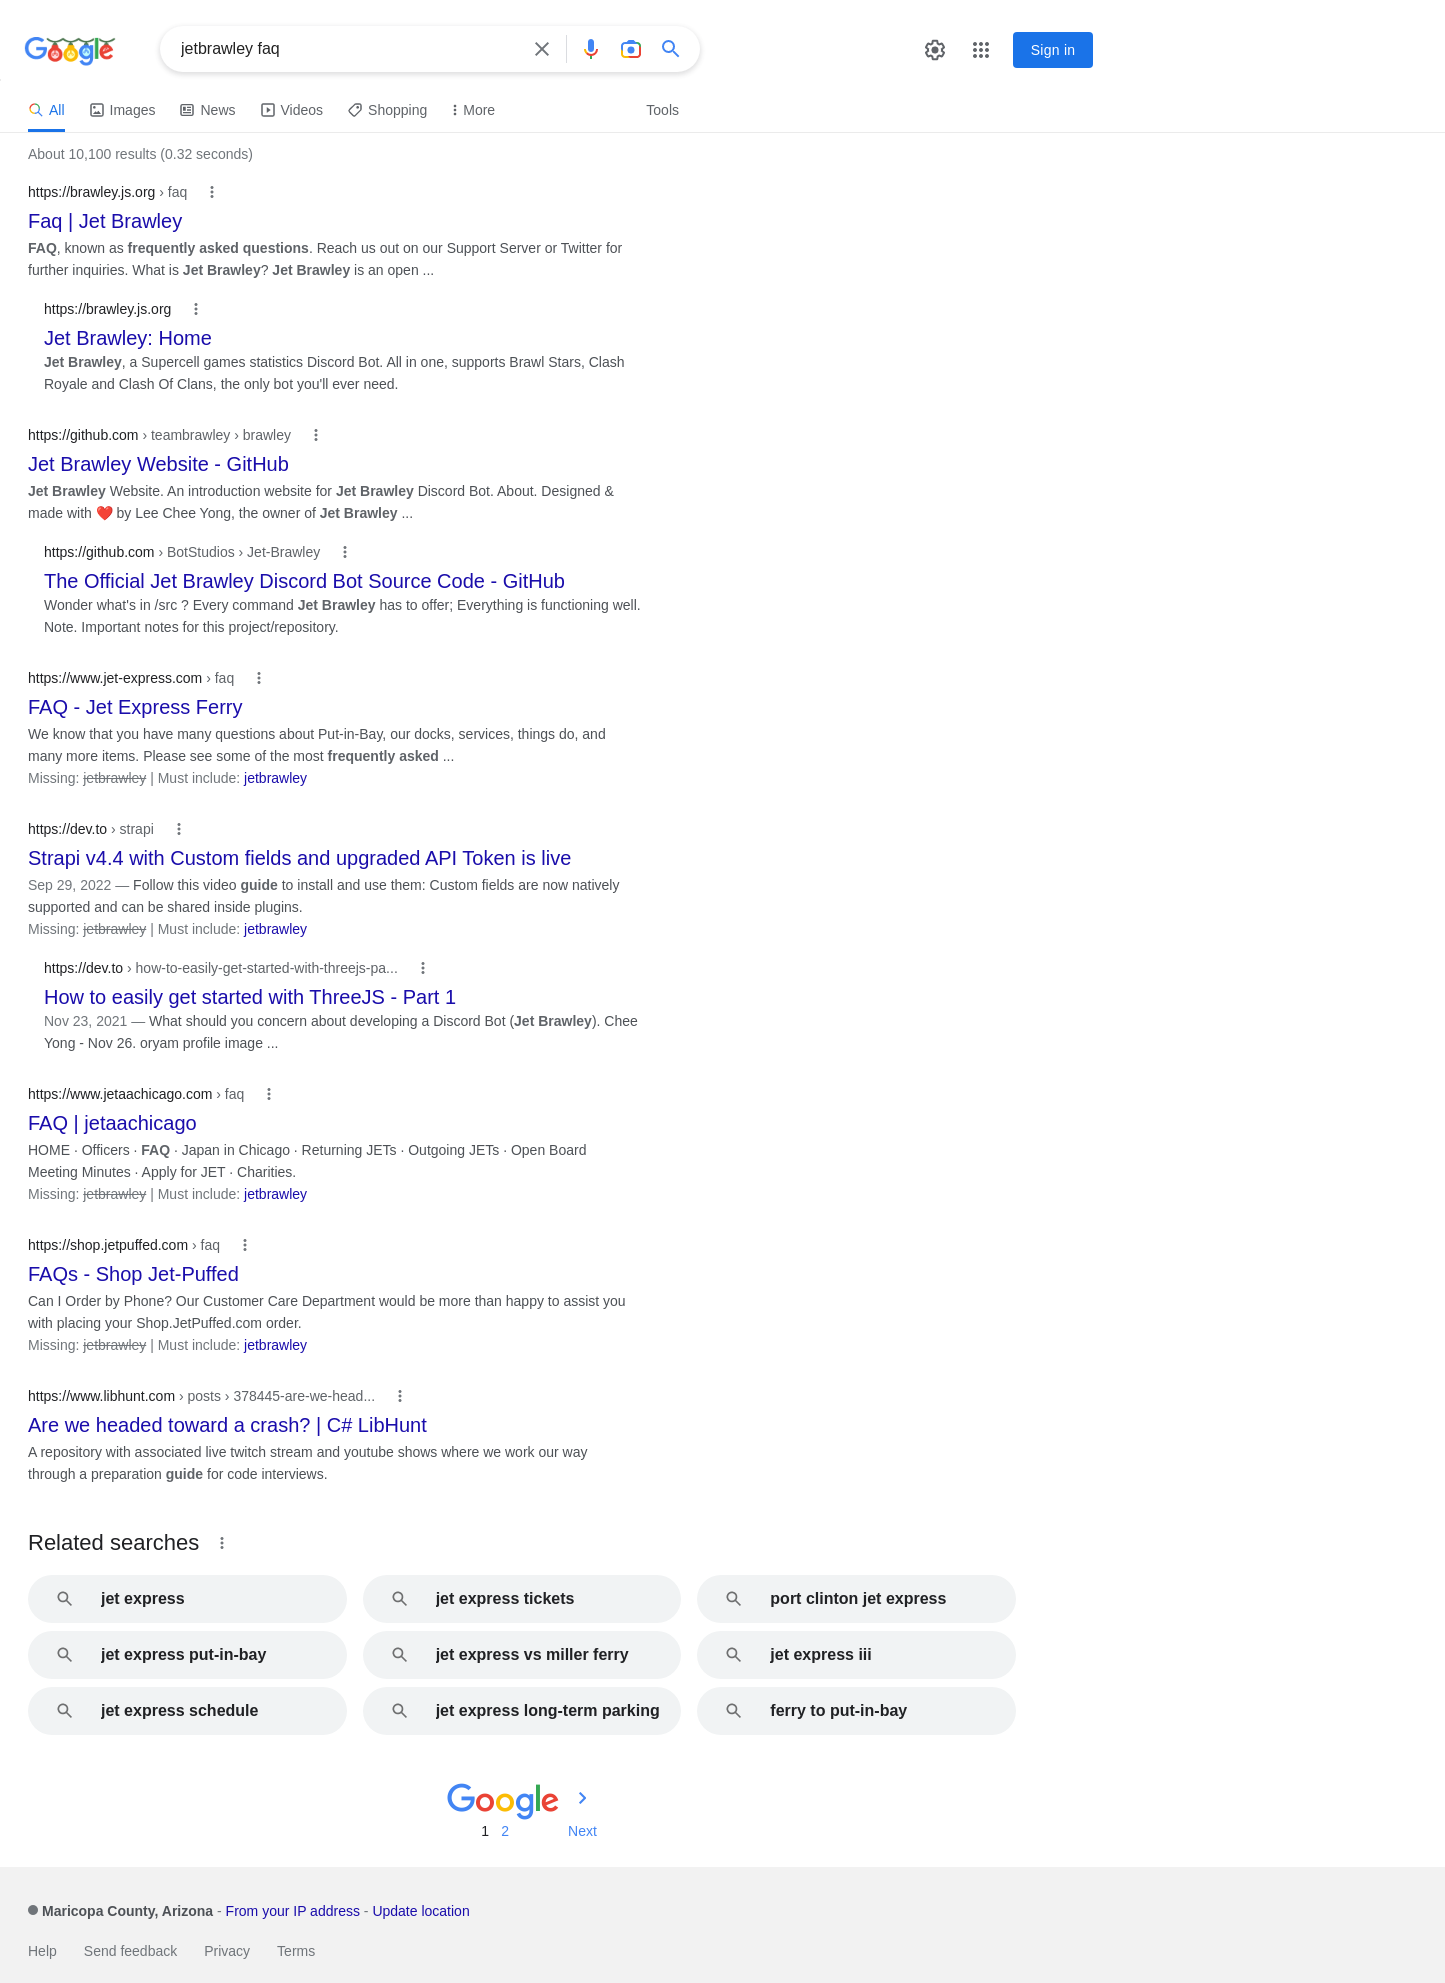 Google
jetbrawley faq
Sign in
All
Images
News
Videos
Shopping
More
Tools
About 10,100 results (0.32 seconds)
https://brawley.js.org › faq
Faq | Jet Brawley
FAQ, known as frequently asked questions. Reach us out on our Support Server or Twitter for
further inquiries. What is Jet Brawley? Jet Brawley is an open ...
https://brawley.js.org
Jet Brawley: Home
Jet Brawley, a Supercell games statistics Discord Bot. All in one, supports Brawl Stars, Clash
Royale and Clash Of Clans, the only bot you'll ever need.
https://github.com › teambrawley › brawley
Jet Brawley Website - GitHub
Jet Brawley Website. An introduction website for Jet Brawley Discord Bot. About. Designed &
made with ❤️ by Lee Chee Yong, the owner of Jet Brawley ...
https://github.com › BotStudios › Jet-Brawley
The Official Jet Brawley Discord Bot Source Code - GitHub
Wonder what's in /src ? Every command Jet Brawley has to offer; Everything is functioning well.
Note. Important notes for this project/repository.
https://www.jet-express.com › faq
FAQ - Jet Express Ferry
We know that you have many questions about Put-in-Bay, our docks, services, things do, and
many more items. Please see some of the most frequently asked ...
Missing: jetbrawley | Must include: jetbrawley
https://dev.to › strapi
Strapi v4.4 with Custom fields and upgraded API Token is live
Sep 29, 2022 — Follow this video guide to install and use them: Custom fields are now natively
supported and can be shared inside plugins.
Missing: jetbrawley | Must include: jetbrawley
https://dev.to › how-to-easily-get-started-with-threejs-pa...
How to easily get started with ThreeJS - Part 1
Nov 23, 2021 — What should you concern about developing a Discord Bot (Jet Brawley). Chee
Yong - Nov 26. oryam profile image ...
https://www.jetaachicago.com › faq
FAQ | jetaachicago
HOME · Officers · FAQ · Japan in Chicago · Returning JETs · Outgoing JETs · Open Board
Meeting Minutes · Apply for JET · Charities.
Missing: jetbrawley | Must include: jetbrawley
https://shop.jetpuffed.com › faq
FAQs - Shop Jet-Puffed
Can I Order by Phone? Our Customer Care Department would be more than happy to assist you
with placing your Shop.JetPuffed.com order.
Missing: jetbrawley | Must include: jetbrawley
https://www.libhunt.com › posts › 378445-are-we-head...
Are we headed toward a crash? | C# LibHunt
A repository with associated live twitch stream and youtube shows where we work our way
through a preparation guide for code interviews.
Related searches
jet express
jet express tickets
port clinton jet express
jet express put-in-bay
jet express vs miller ferry
jet express iii
jet express schedule
jet express long-term parking
ferry to put-in-bay
Google
1 2 Next
Maricopa County, Arizona - From your IP address - Update location
Help Send feedback Privacy Terms